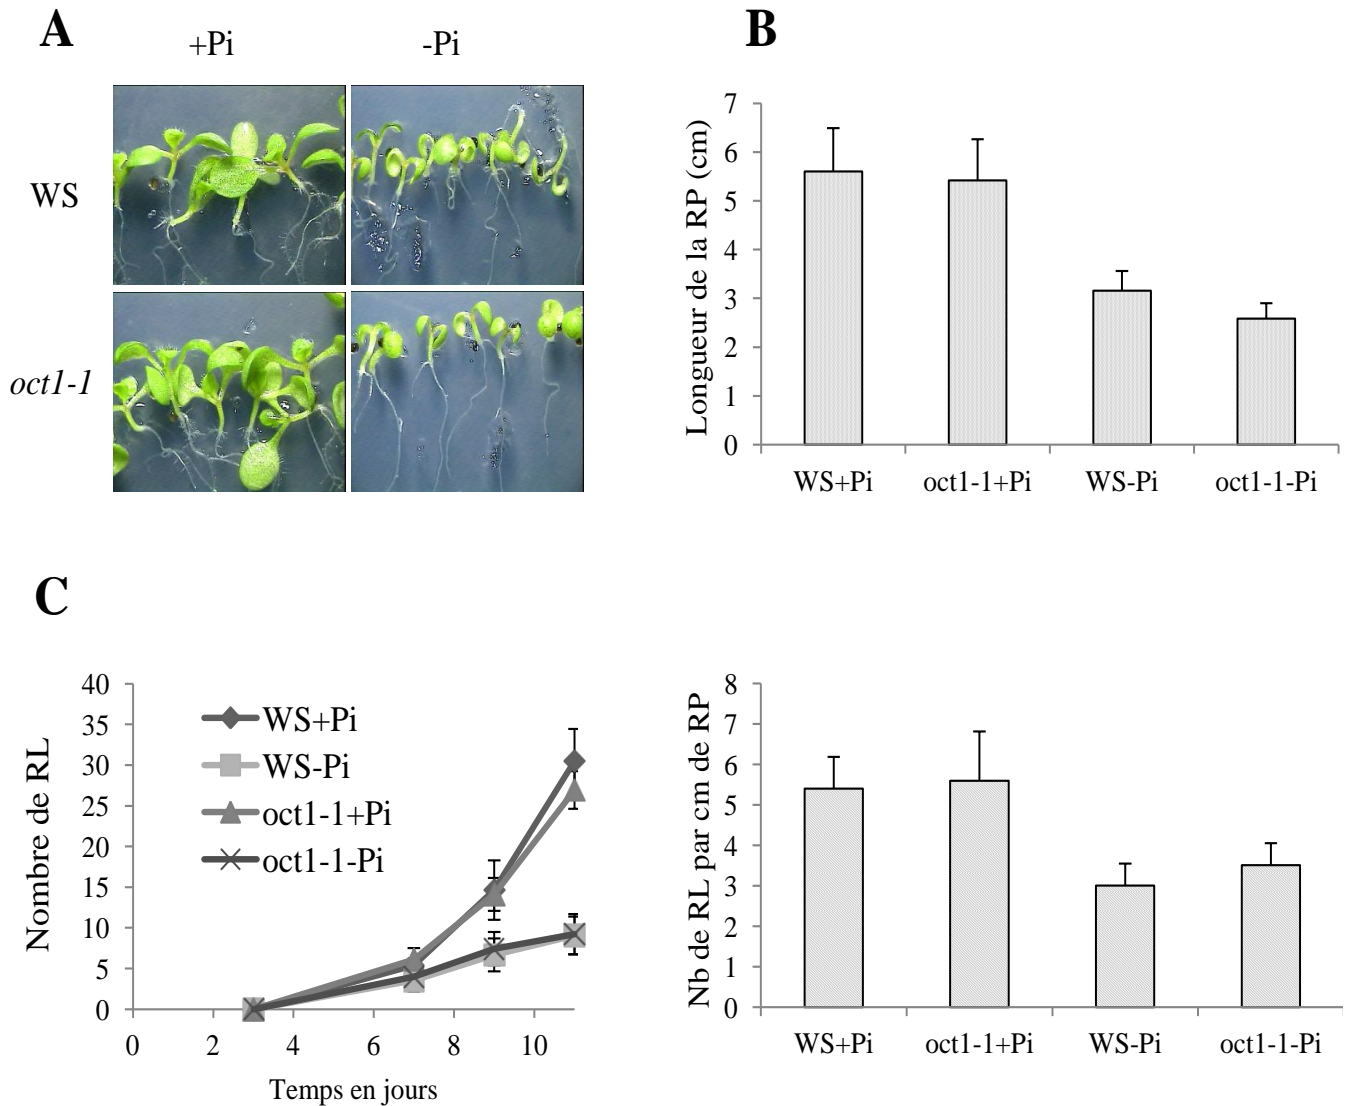 A
+Pi
-Pi
WS
oct1-1
B
Longueur de la RP (cm)
7
6
5
4
3
2
1
0
WS+Pi
oct1-1+Pi
WS-Pi
oct1-1-Pi
C
Nombre de RL
40
35
30
25
20
15
10
5
0
WS+Pi
WS-Pi
oct1-1+Pi
oct1-1-Pi
0 2 4 6 8 10
Temps en jours
Nb de RL par cm de RP
8
7
6
5
4
3
2
1
0
WS+Pi
oct1-1+Pi
WS-Pi
oct1-1-Pi